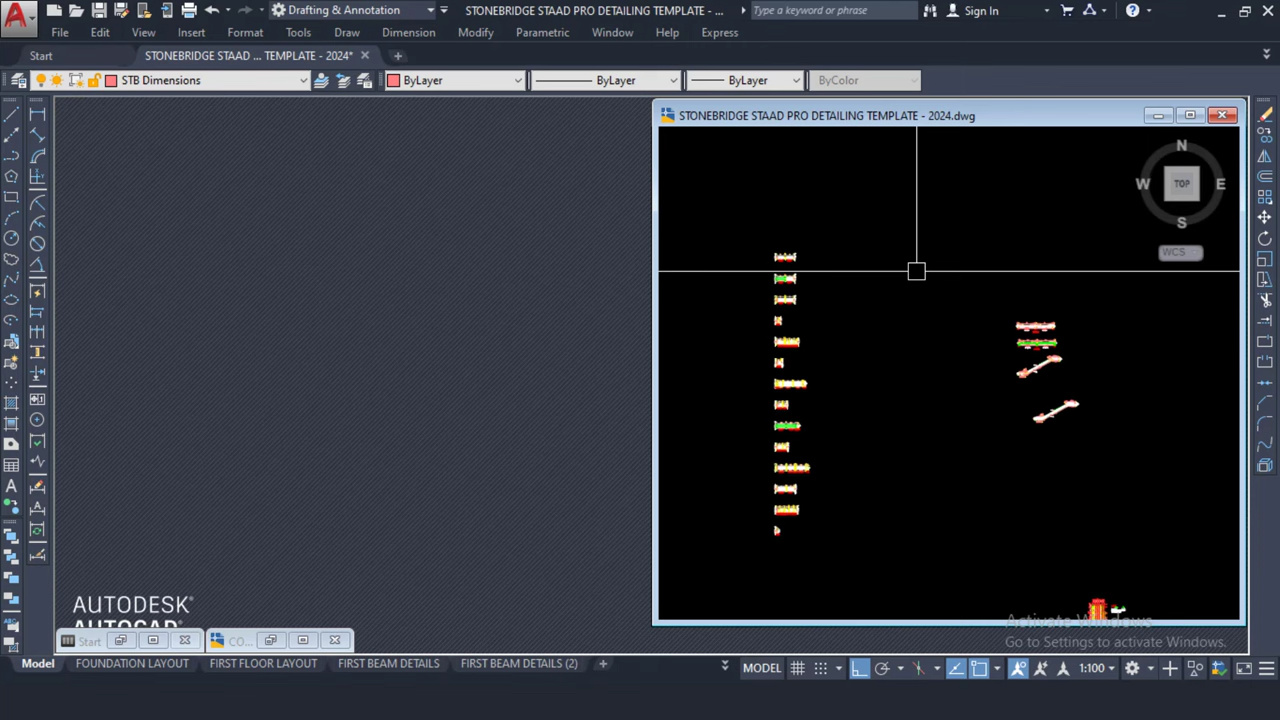 Drafting & Annotation
STONEBRIDGE STAAD PRO DETAILING TEMPLATE - ...
Type a keyword or phrase
Sign In
File Edit View Insert Format Tools Draw Dimension Modify Parametric Window Help Express
Start
STONEBRIDGE STAAD ... TEMPLATE - 2024*
STB Dimensions
ByLayer
ByLayer
ByLayer
ByColor
STONEBRIDGE STAAD PRO DETAILING TEMPLATE - 2024.dwg
N
W TOP E
S
WCS
AUTODESK®
AUTOCAD®
Start
CO...
Activate Windows
Go to Settings to activate Windows.
Model FOUNDATION LAYOUT FIRST FLOOR LAYOUT FIRST BEAM DETAILS FIRST BEAM DETAILS (2)
MODEL
1:100